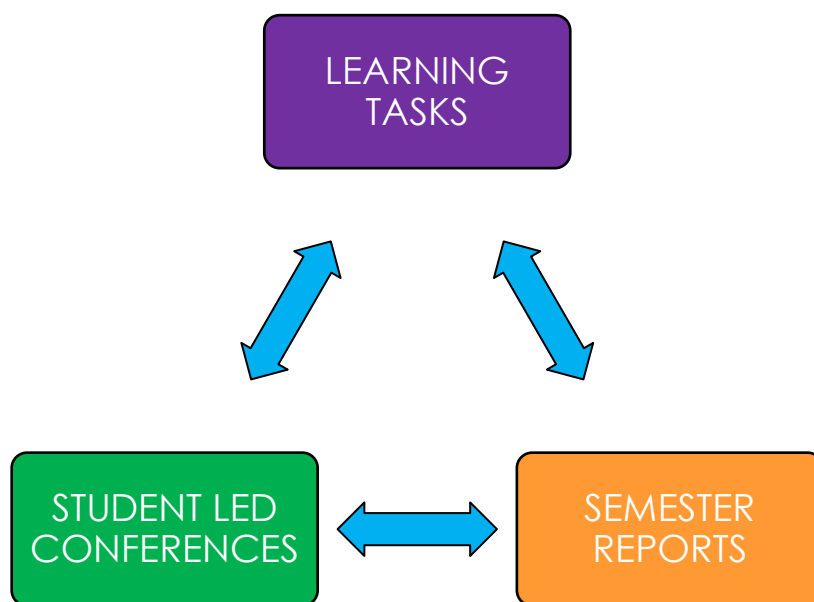 LEARNING
TASKS
STUDENT LED
CONFERENCES
SEMESTER
REPORTS